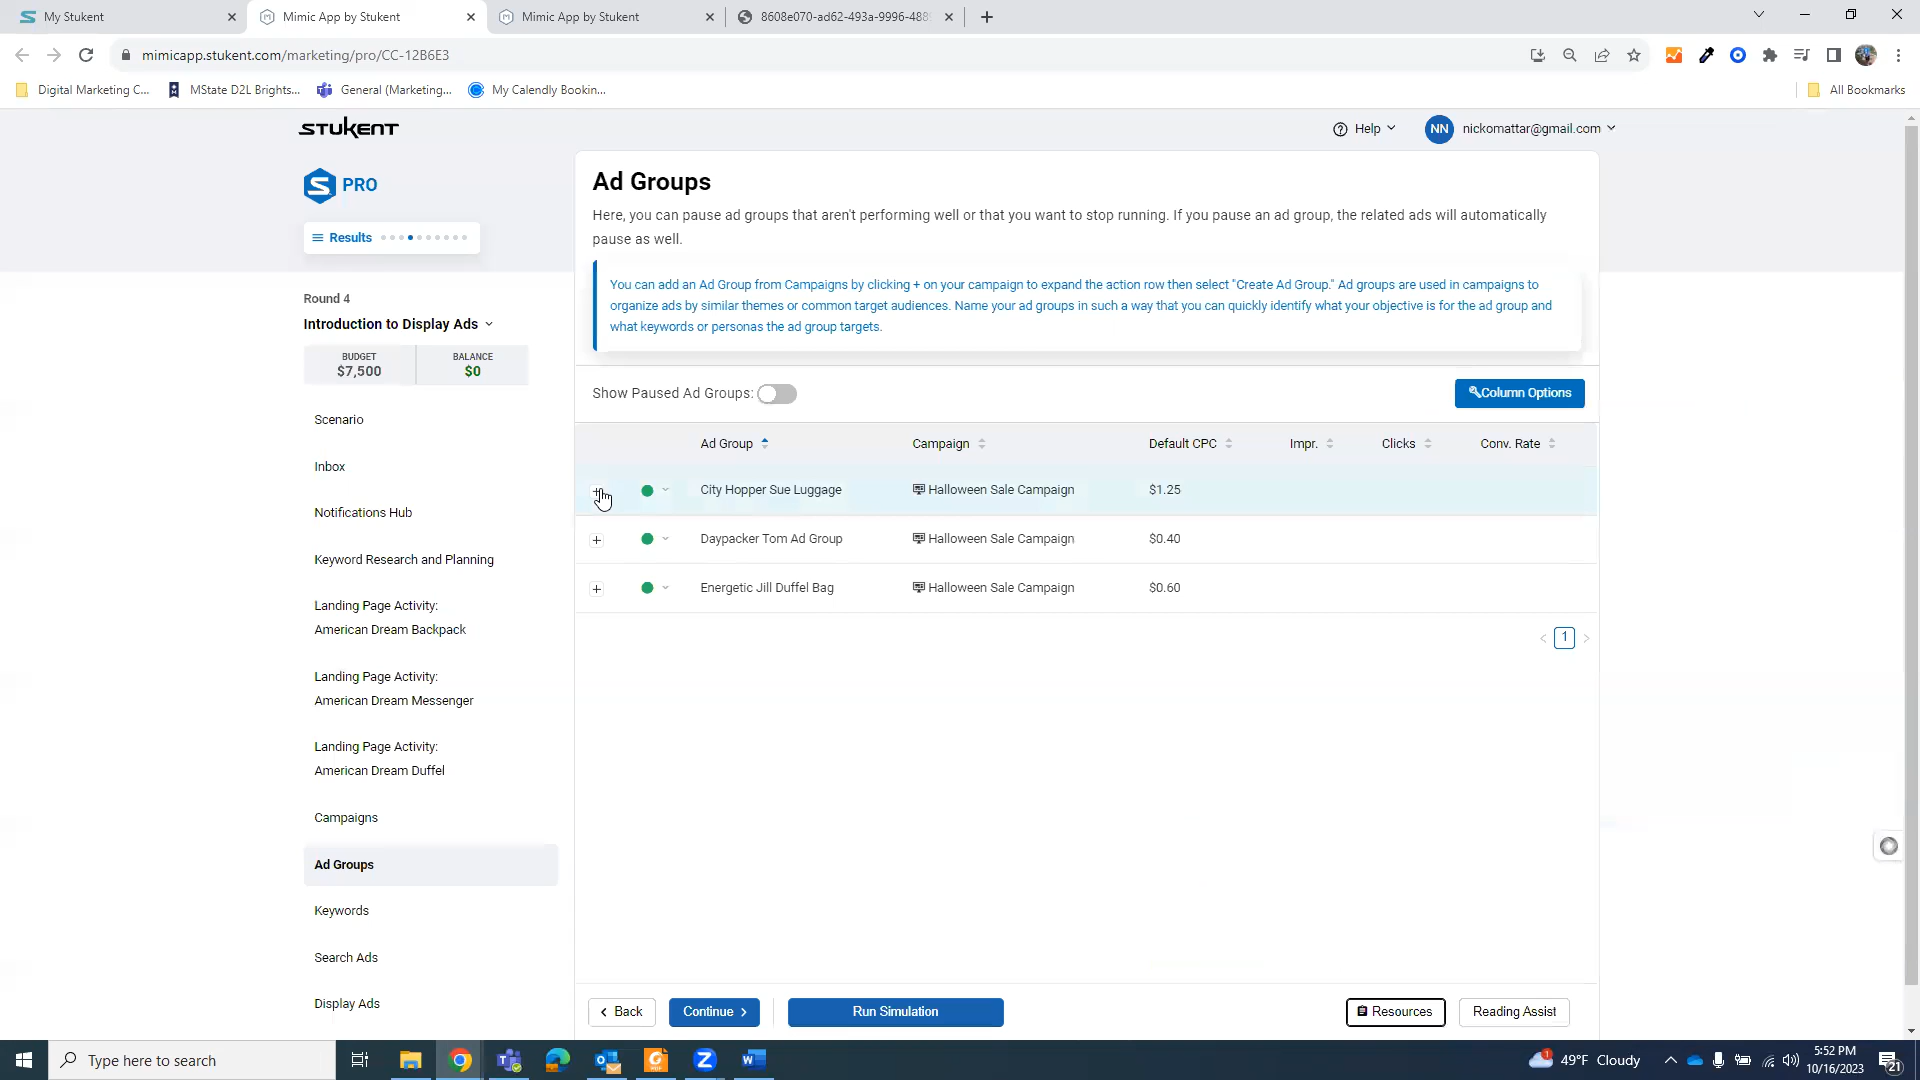 My Stukent
Mimic App by Stukent
Mimic App by Stukent
8608e070-ad62-493a-9996-488
mimicapp.stukent.com/marketing/pro/CC-12B6E3
Digital Marketing C...
MState D2L Brights...
General (Marketing...
My Calendly Bookin...
All Bookmarks
STUKENT
Help
NN
nickomattar@gmail.com
S PRO
Results
Round 4
Introduction to Display Ads
BUDGET
$7,500
BALANCE
$0
Scenario
Inbox
Notifications Hub
Keyword Research and Planning
Landing Page Activity:
American Dream Backpack
Landing Page Activity:
American Dream Messenger
Landing Page Activity:
American Dream Duffel
Campaigns
Ad Groups
Keywords
Search Ads
Display Ads
Ad Groups
Here, you can pause ad groups that aren't performing well or that you want to stop running. If you pause an ad group, the related ads will automatically
pause as well.
You can add an Ad Group from Campaigns by clicking + on your campaign to expand the action row then select "Create Ad Group." Ad groups are used in campaigns to
organize ads by similar themes or common target audiences. Name your ad groups in such a way that you can quickly identify what your objective is for the ad group and
what keywords or personas the ad group targets.
Show Paused Ad Groups:
Column Options
Ad Group Campaign Default CPC Impr. Clicks Conv. Rate
City Hopper Sue Luggage Halloween Sale Campaign $1.25
Daypacker Tom Ad Group Halloween Sale Campaign $0.40
Energetic Jill Duffel Bag Halloween Sale Campaign $0.60
< 1 >
Back
Continue
Run Simulation
Resources
Reading Assist
Type here to search
49°F Cloudy
5:52 PM
10/16/2023
21